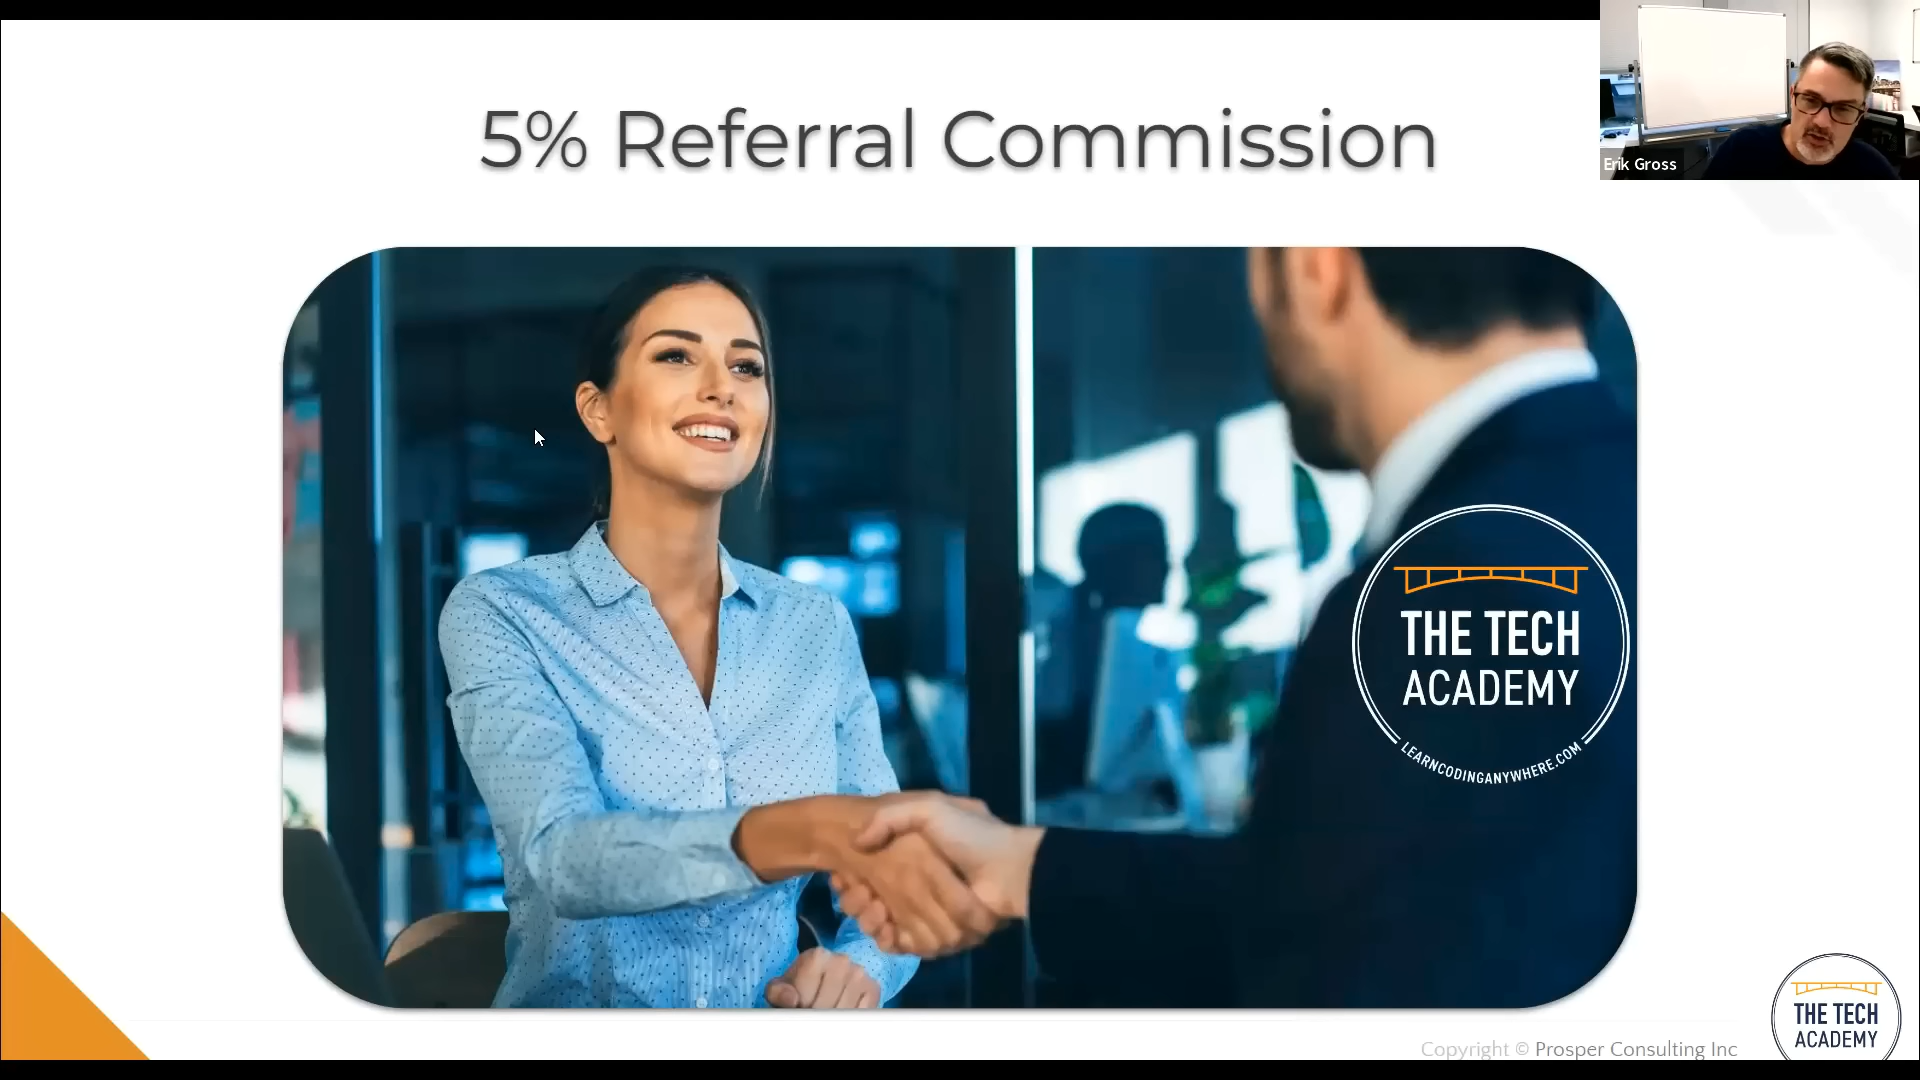 5% Referral Commission
Erik Gross
THE TECH
ACADEMY
LEARNCODINGANYWHERE.COM
Copyright © Prosper Consulting Inc
THE TECH
ACADEMY